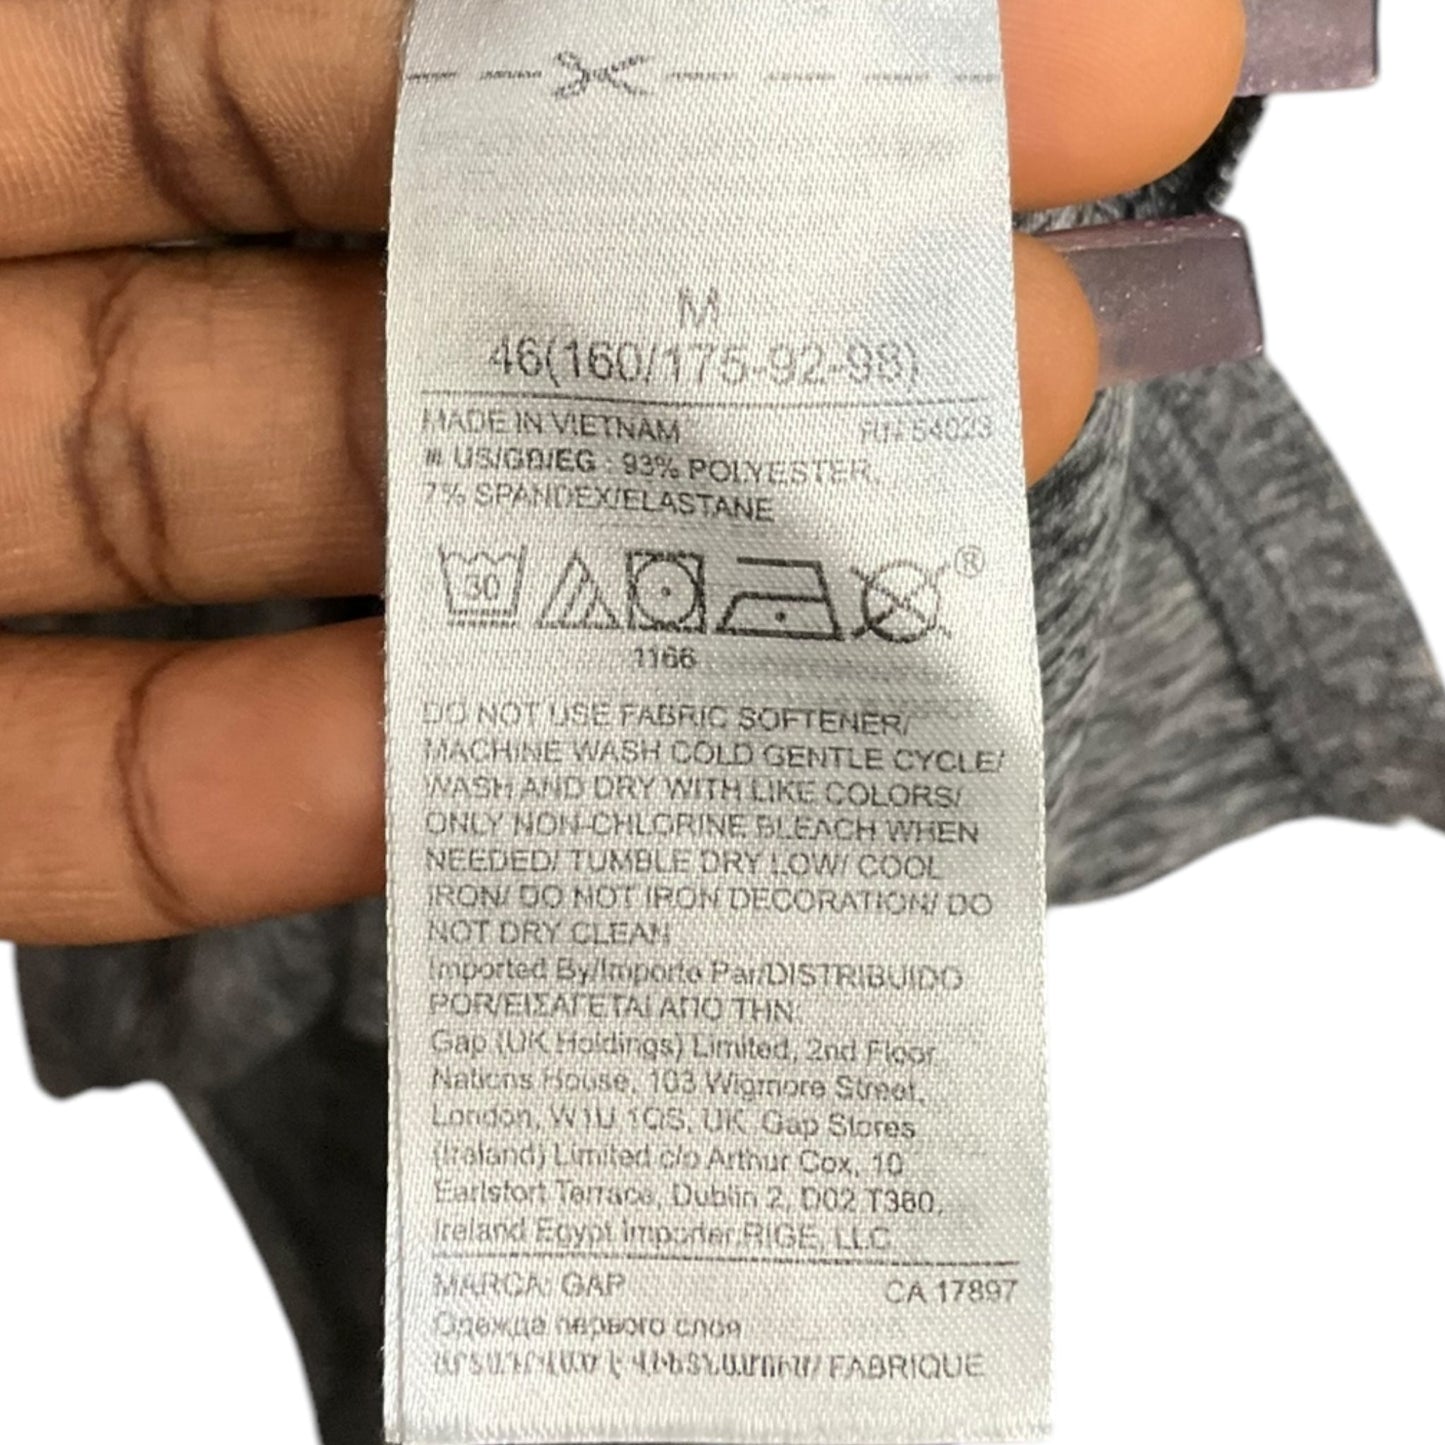 M
46(160/175-92-98)
MADE IN VIETNAM RN 54023
US/GB/EG : 93% POLYESTER,
7% SPANDEX/ELASTANE
30 ®
1166
DO NOT USE FABRIC SOFTENER/
MACHINE WASH COLD GENTLE CYCLE/
WASH AND DRY WITH LIKE COLORS/
ONLY NON-CHLORINE BLEACH WHEN
NEEDED/ TUMBLE DRY LOW/ COOL
IRON/ DO NOT IRON DECORATION/ DO
NOT DRY CLEAN
Imported By/Importe Par/DISTRIBUIDO
POR/ΕΙΣΑΓΕΤΑΙ ΑΠΟ ΤΗΝ:
Gap (UK Holdings) Limited, 2nd Floor,
Nations House, 103 Wigmore Street,
London, W1U 1QS, UK Gap Stores
(Ireland) Limited c/o Arthur Cox, 10
Earlsfort Terrace, Dublin 2, D02 T380,
Ireland Egypt Importer:RIGE, LLC
MARCA: GAP CA 17897
Одежда первого слоя
FABRIQUE